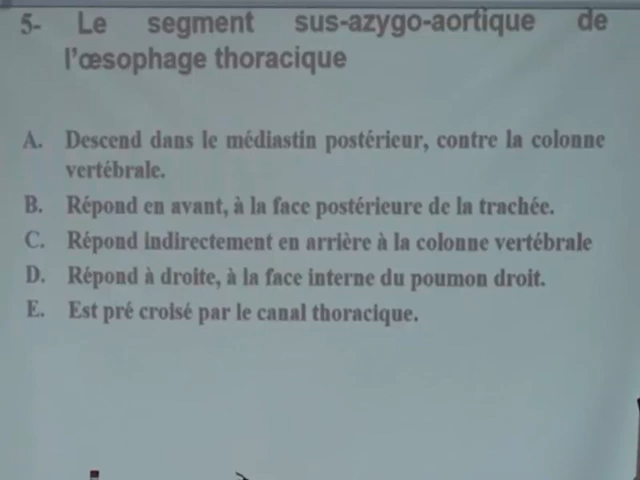 5- Le segment sus-azygo-aortique de
l'œsophage thoracique
A. Descend dans le médiastin postérieur, contre la colonne
vertébrale.
B. Répond en avant, à la face postérieure de la trachée.
C. Répond indirectement en arrière à la colonne vertébrale
D. Répond à droite, à la face interne du poumon droit.
E. Est pré croisé par le canal thoracique.